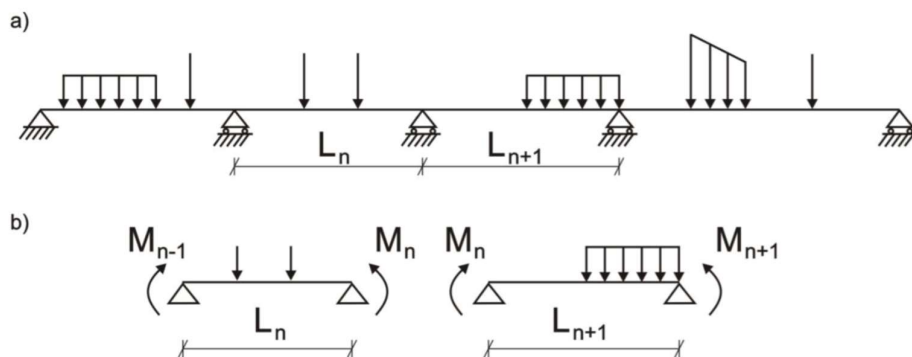 a)
L_n L_{n+1}
b)
M_{n-1} M_n M_n M_{n+1}
L_n L_{n+1}